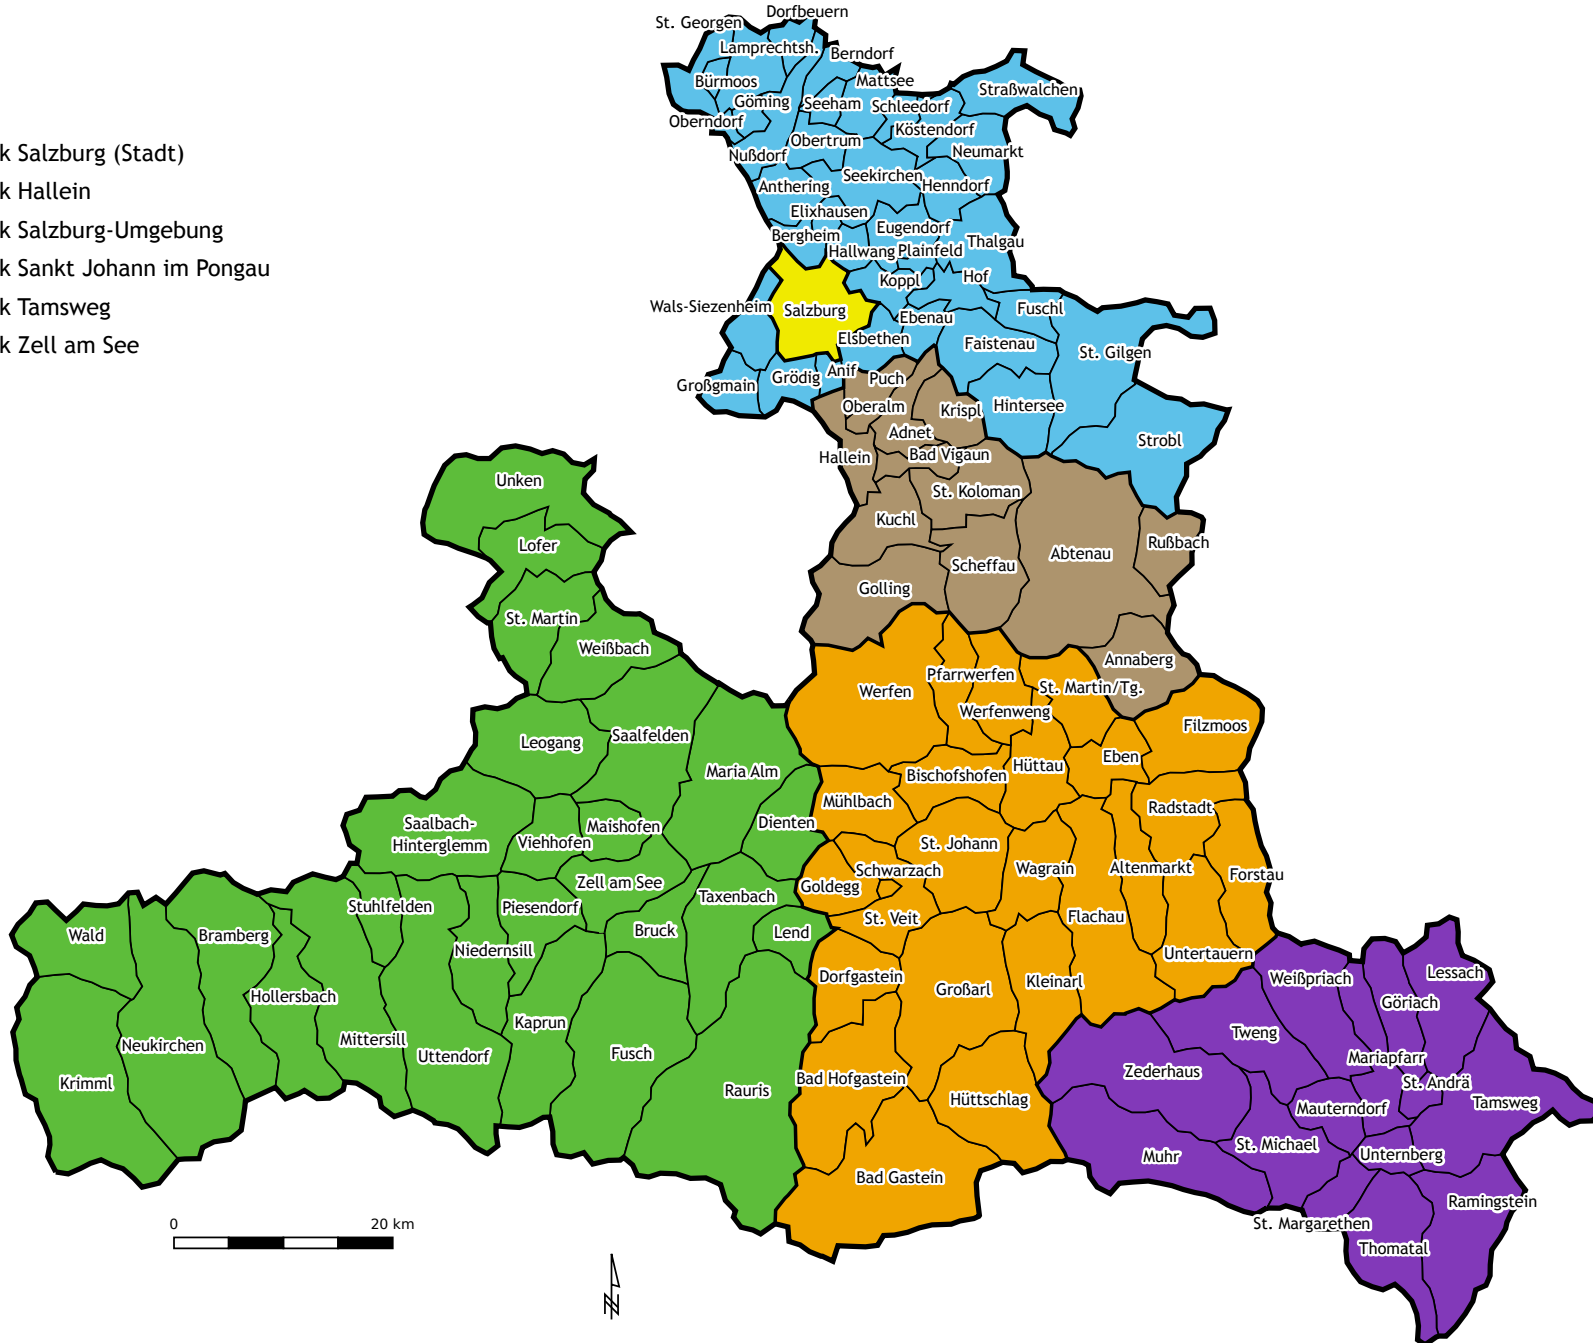 k Salzburg (Stadt)
k Hallein
k Salzburg-Umgebung
k Sankt Johann im Pongau
k Tamsweg
k Zell am See
Dorfbeuern
St. Georgen
Lamprechtsh.
Berndorf
Bürmoos
Mattsee
Straßwalchen
Göming
Seeham
Schleedorf
Oberndorf
Köstendorf
Obertrum
Neumarkt
Nußdorf
Seekirchen
Anthering
Henndorf
Elixhausen
Eugendorf
Bergheim
Thalgau
Hallwang
Plainfeld
Koppl
Hof
Wals-Siezenheim
Salzburg
Fuschl
Ebenau
Elsbethen
Faistenau
St. Gilgen
Anif
Grödig
Puch
Großgmain
Oberalm
Krispl
Hintersee
Adnet
Strobl
Hallein
Bad Vigaun
Unken
St. Koloman
Kuchl
Lofer
Rußbach
Abtenau
Scheffau
Golling
St. Martin
Weißbach
Annaberg
Pfarrwerfen
Werfen
St. Martin/Tg.
Werfenweng
Filzmoos
Saalfelden
Leogang
Eben
Hüttau
Maria Alm
Bischofshofen
Mühlbach
Radstadt
Saalbach-
Hinterglemm
Dienten
Maishofen
Viehhofen
St. Johann
Schwarzach
Wagrain
Altenmarkt
Forstau
Zell am See
Goldegg
Taxenbach
Stuhlfelden
Piesendorf
St. Veit
Flachau
Bruck
Lend
Wald
Bramberg
Niedernsill
Untertauern
Dorfgastein
Weißpriach
Lessach
Kleinarl
Großarl
Hollersbach
Göriach
Kaprun
Tweng
Mittersill
Neukirchen
Uttendorf
Fusch
Mariapfarr
Zederhaus
Bad Hofgastein
Krimml
St. Andrä
Rauris
Hüttschlag
Tamsweg
Mauterndorf
St. Michael
Muhr
Unternberg
Bad Gastein
Ramingstein
St. Margarethen
Thomatal
0 20 km
N